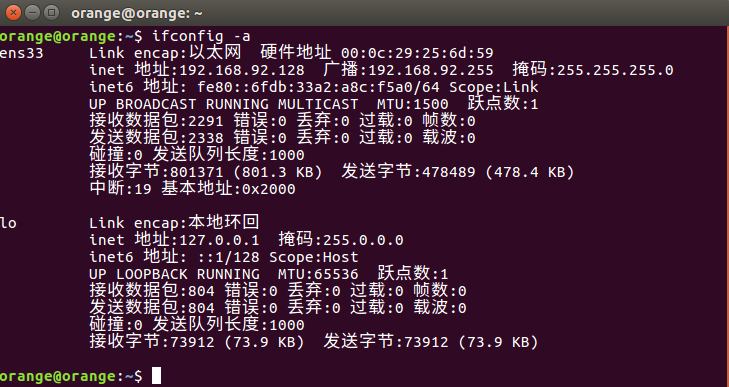 orange@orange: ~
orange@orange:~$ ifconfig -a
ens33     Link encap:以太网  硬件地址 00:0c:29:25:6d:59
          inet 地址:192.168.92.128  广播:192.168.92.255  掩码:255.255.255.0
          inet6 地址: fe80::6fdb:33a2:a8c:f5a0/64 Scope:Link
          UP BROADCAST RUNNING MULTICAST  MTU:1500  跃点数:1
          接收数据包:2291 错误:0 丢弃:0 过载:0 帧数:0
          发送数据包:2338 错误:0 丢弃:0 过载:0 载波:0
          碰撞:0 发送队列长度:1000
          接收字节:801371 (801.3 KB)  发送字节:478489 (478.4 KB)
          中断:19 基本地址:0x2000
lo        Link encap:本地环回
          inet 地址:127.0.0.1  掩码:255.0.0.0
          inet6 地址: ::1/128 Scope:Host
          UP LOOPBACK RUNNING  MTU:65536  跃点数:1
          接收数据包:804 错误:0 丢弃:0 过载:0 帧数:0
          发送数据包:804 错误:0 丢弃:0 过载:0 载波:0
          碰撞:0 发送队列长度:1000
          接收字节:73912 (73.9 KB)  发送字节:73912 (73.9 KB)
orange@orange:~$